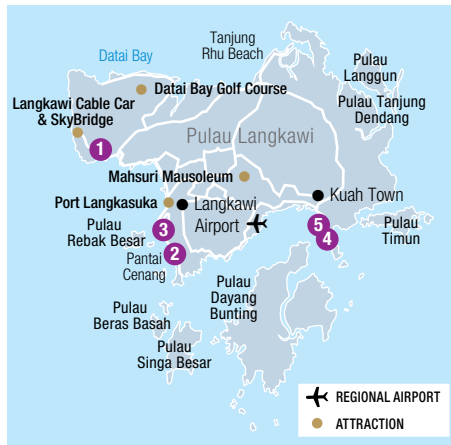 Tanjung
Rhu Beach
Datai Bay
Pulau
Langgun
Datai Bay Golf Course
Pulau Tanjung
Dendang
Langkawi Cable Car
& SkyBridge
Pulau Langkawi
1
Mahsuri Mausoleum
Kuah Town
Port Langkasuka
Langkawi
Airport
Pulau
Rebak Besar
3
5
4
Pulau
Timun
2
Pantai
Cenang
Pulau
Dayang
Bunting
Pulau
Beras Basah
Pulau
Singa Besar
REGIONAL AIRPORT
ATTRACTION